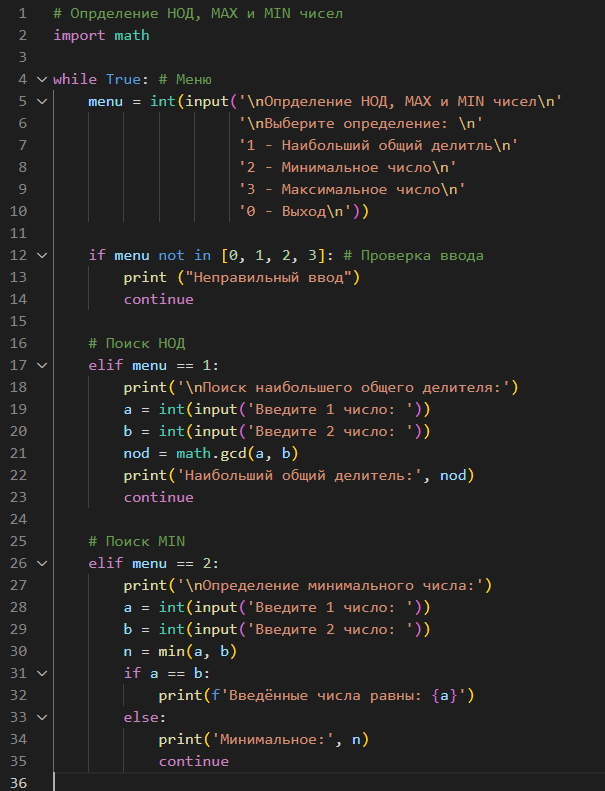 1 # Опрделение НОД, MAX и MIN чисел
2 import math
3
4 while True: # Меню
5     menu = int(input('\nОпрделение НОД, MAX и MIN чисел\n'
6                      '\nВыберите определение: \n'
7                      '1 - Наибольший общий делитль\n'
8                      '2 - Минимальное число\n'
9                      '3 - Максимальное число\n'
10                      '0 - Выход\n'))
11
12     if menu not in [0, 1, 2, 3]: # Проверка ввода
13         print ("Неправильный ввод")
14         continue
15
16     # Поиск НОД
17     elif menu == 1:
18         print('\nПоиск наибольшего общего делителя:')
19         a = int(input('Введите 1 число: '))
20         b = int(input('Введите 2 число: '))
21         nod = math.gcd(a, b)
22         print('Наибольший общий делитель:', nod)
23         continue
24
25     # Поиск MIN
26     elif menu == 2:
27         print('\nОпределение минимального числа:')
28         a = int(input('Введите 1 число: '))
29         b = int(input('Введите 2 число: '))
30         n = min(a, b)
31         if a == b:
32             print(f'Введённые числа равны: {a}')
33         else:
34             print('Минимальное:', n)
35             continue
36